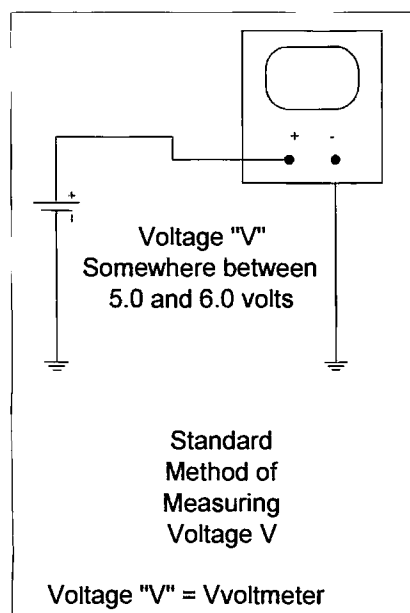 + -
+
Voltage "V"
Somewhere between
5.0 and 6.0 volts
Standard
Method of
Measuring
Voltage V
Voltage "V" = Vvoltmeter